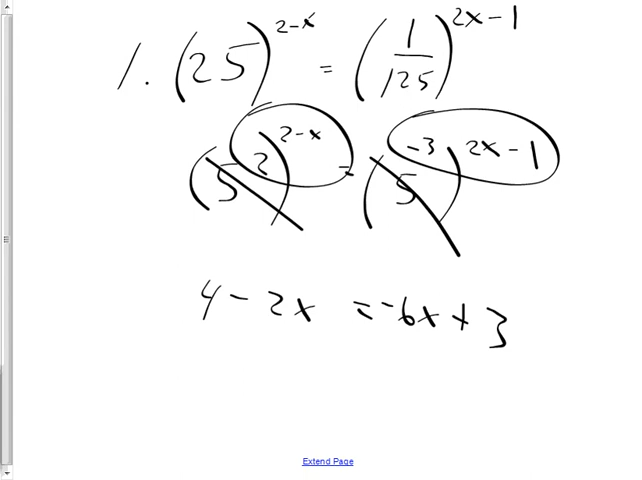 1. (25)^{2-x} = (1/125)^{2x-1}
(5^2)^{2-x} = (5^{-3})^{2x-1}
4 - 2x = -6x + 3
Extend Page